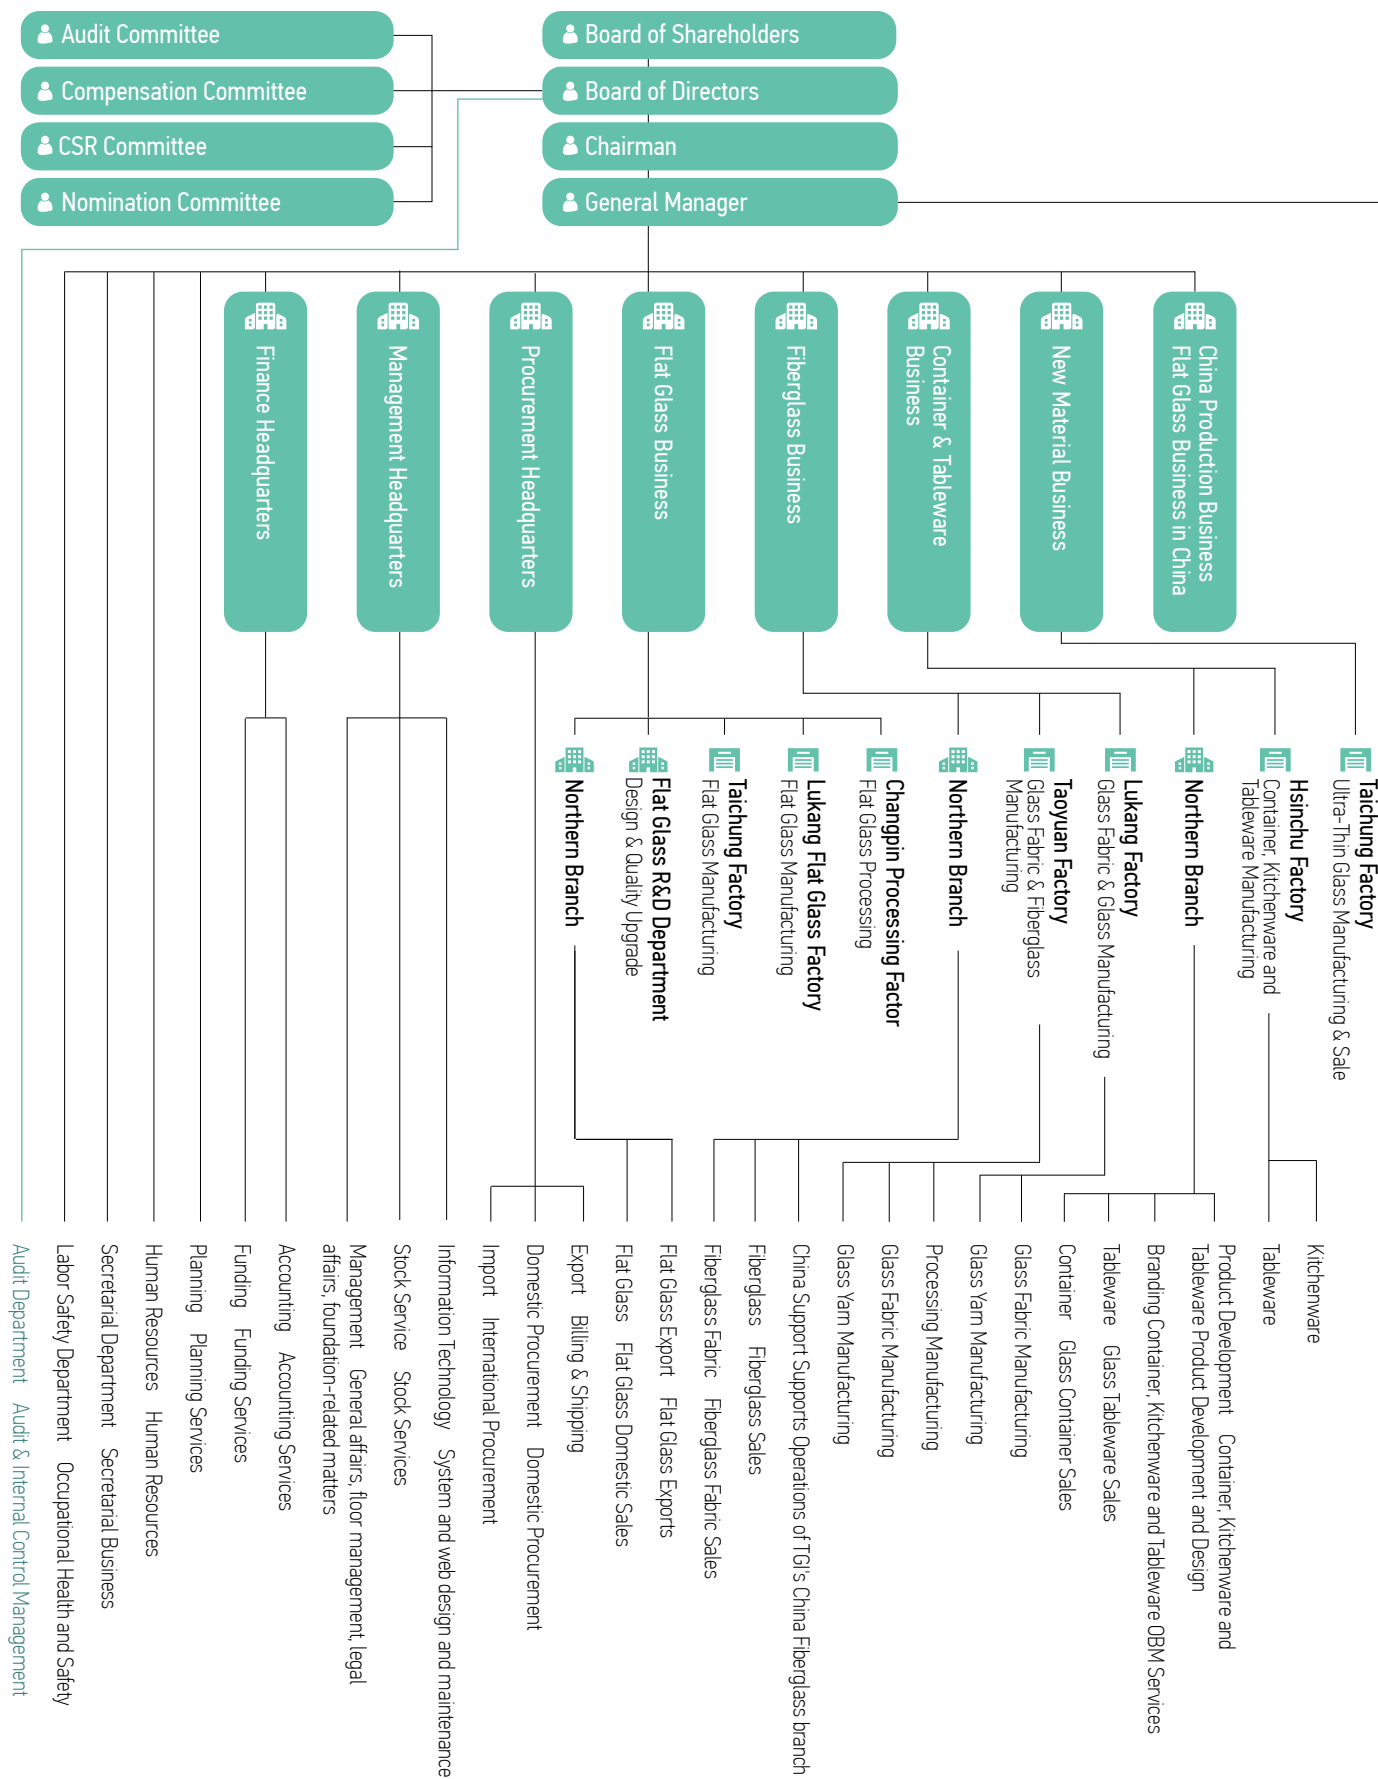 Audit Committee
Compensation Committee
CSR Committee
Nomination Committee
Board of Shareholders
Board of Directors
Chairman
General Manager
Finance Headquarters
Management Headquarters
Procurement Headquarters
Flat Glass Business
Fiberglass Business
Container & Tableware
Business
New Material Business
China Production Business
Flat Glass Business in China
Northern Branch
Flat Glass R&D Department
Design & Quality Upgrade
Taichung Factory
Flat Glass Manufacturing
Lukang Flat Glass Factory
Flat Glass Manufacturing
Changpin Processing Factor
Flat Glass Processing
Northern Branch
Taoyuan Factory
Glass Fabric & Fiberglass
Manufacturing
Lukang Factory
Glass Fabric & Glass Manufacturing
Northern Branch
Hsinchu Factory
Container, Kitchenware and
Tableware Manufacturing
Taichung Factory
Ultra-Thin Glass Manufacturing & Sale
Audit Department Audit & Internal Control Management
Labor Safety Department Occupational Health and Safety
Secretarial Department Secretarial Business
Human Resources Human Resources
Planning Planning Services
Funding Funding Services
Accounting Accounting Services
Management General affairs, floor management, legal
affairs, foundation-related matters
Stock Service Stock Services
Information Technology System and web design and maintenance
Import International Procurement
Domestic Procurement Domestic Procurement
Export Billing & Shipping
Flat Glass Flat Glass Domestic Sales
Flat Glass Export Flat Glass Exports
Fiberglass Fabric Fiberglass Fabric Sales
Fiberglass Fiberglass Sales
China Support Supports Operations of TGI's China Fiberglass branch
Glass Yarn Manufacturing
Glass Fabric Manufacturing
Processing Manufacturing
Glass Yarn Manufacturing
Glass Fabric Manufacturing
Container Glass Container Sales
Tableware Glass Tableware Sales
Branding Container, Kitchenware and Tableware OBM Services
Product Development Container, Kitchenware and
Tableware Product Development and Design
Tableware
Kitchenware